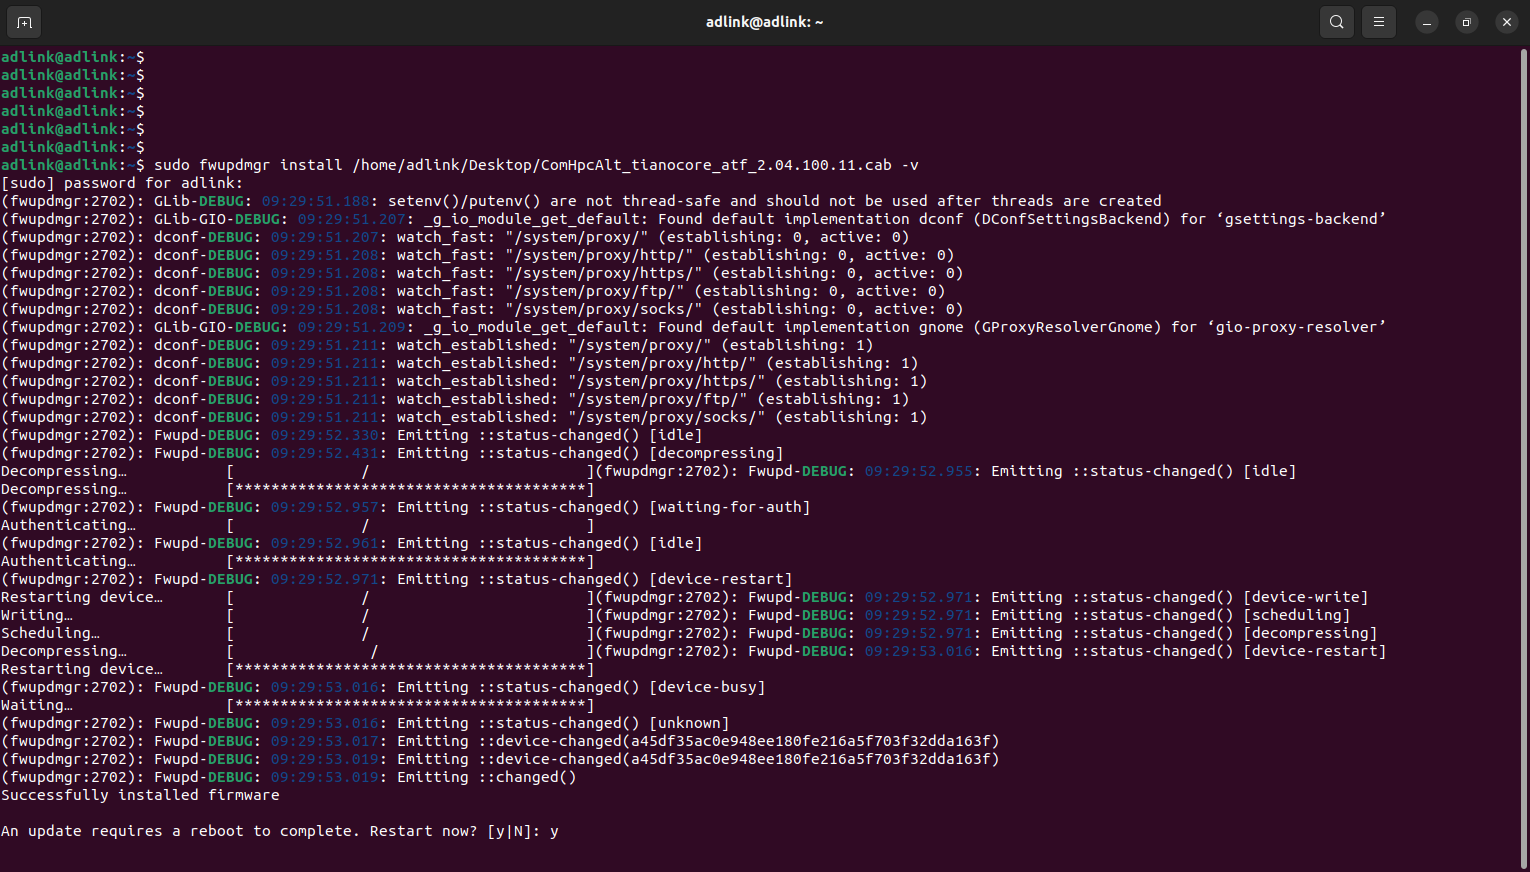 adlink@adlink: ~
adlink@adlink:~$
adlink@adlink:~$
adlink@adlink:~$
adlink@adlink:~$
adlink@adlink:~$
adlink@adlink:~$
adlink@adlink:~$ sudo fwupdmgr install /home/adlink/Desktop/ComHpcAlt_tianocore_atf_2.04.100.11.cab -v
[sudo] password for adlink:
(fwupdmgr:2702): GLib-DEBUG: 09:29:51.188: setenv()/putenv() are not thread-safe and should not be used after threads are created
(fwupdmgr:2702): GLib-GIO-DEBUG: 09:29:51.207: _g_io_module_get_default: Found default implementation dconf (DConfSettingsBackend) for ‘gsettings-backend’
(fwupdmgr:2702): dconf-DEBUG: 09:29:51.207: watch_fast: "/system/proxy/" (establishing: 0, active: 0)
(fwupdmgr:2702): dconf-DEBUG: 09:29:51.208: watch_fast: "/system/proxy/http/" (establishing: 0, active: 0)
(fwupdmgr:2702): dconf-DEBUG: 09:29:51.208: watch_fast: "/system/proxy/https/" (establishing: 0, active: 0)
(fwupdmgr:2702): dconf-DEBUG: 09:29:51.208: watch_fast: "/system/proxy/ftp/" (establishing: 0, active: 0)
(fwupdmgr:2702): dconf-DEBUG: 09:29:51.208: watch_fast: "/system/proxy/socks/" (establishing: 0, active: 0)
(fwupdmgr:2702): GLib-GIO-DEBUG: 09:29:51.209: _g_io_module_get_default: Found default implementation gnome (GProxyResolverGnome) for ‘gio-proxy-resolver’
(fwupdmgr:2702): dconf-DEBUG: 09:29:51.211: watch_established: "/system/proxy/" (establishing: 1)
(fwupdmgr:2702): dconf-DEBUG: 09:29:51.211: watch_established: "/system/proxy/http/" (establishing: 1)
(fwupdmgr:2702): dconf-DEBUG: 09:29:51.211: watch_established: "/system/proxy/https/" (establishing: 1)
(fwupdmgr:2702): dconf-DEBUG: 09:29:51.211: watch_established: "/system/proxy/ftp/" (establishing: 1)
(fwupdmgr:2702): dconf-DEBUG: 09:29:51.211: watch_established: "/system/proxy/socks/" (establishing: 1)
(fwupdmgr:2702): Fwupd-DEBUG: 09:29:52.330: Emitting ::status-changed() [idle]
(fwupdmgr:2702): Fwupd-DEBUG: 09:29:52.431: Emitting ::status-changed() [decompressing]
Decompressing…           [              /                        ](fwupdmgr:2702): Fwupd-DEBUG: 09:29:52.955: Emitting ::status-changed() [idle]
Decompressing…           [***************************************]
(fwupdmgr:2702): Fwupd-DEBUG: 09:29:52.957: Emitting ::status-changed() [waiting-for-auth]
Authenticating…          [              /                        ]
(fwupdmgr:2702): Fwupd-DEBUG: 09:29:52.961: Emitting ::status-changed() [idle]
Authenticating…          [***************************************]
(fwupdmgr:2702): Fwupd-DEBUG: 09:29:52.971: Emitting ::status-changed() [device-restart]
Restarting device…       [              /                        ](fwupdmgr:2702): Fwupd-DEBUG: 09:29:52.971: Emitting ::status-changed() [device-write]
Writing…                 [              /                        ](fwupdmgr:2702): Fwupd-DEBUG: 09:29:52.971: Emitting ::status-changed() [scheduling]
Scheduling…              [              /                        ](fwupdmgr:2702): Fwupd-DEBUG: 09:29:52.971: Emitting ::status-changed() [decompressing]
Decompressing…           [               /                       ](fwupdmgr:2702): Fwupd-DEBUG: 09:29:53.016: Emitting ::status-changed() [device-restart]
Restarting device…       [***************************************]
(fwupdmgr:2702): Fwupd-DEBUG: 09:29:53.016: Emitting ::status-changed() [device-busy]
Waiting…                 [***************************************]
(fwupdmgr:2702): Fwupd-DEBUG: 09:29:53.016: Emitting ::status-changed() [unknown]
(fwupdmgr:2702): Fwupd-DEBUG: 09:29:53.017: Emitting ::device-changed(a45df35ac0e948ee180fe216a5f703f32dda163f)
(fwupdmgr:2702): Fwupd-DEBUG: 09:29:53.019: Emitting ::device-changed(a45df35ac0e948ee180fe216a5f703f32dda163f)
(fwupdmgr:2702): Fwupd-DEBUG: 09:29:53.019: Emitting ::changed()
Successfully installed firmware
An update requires a reboot to complete. Restart now? [y|N]: y